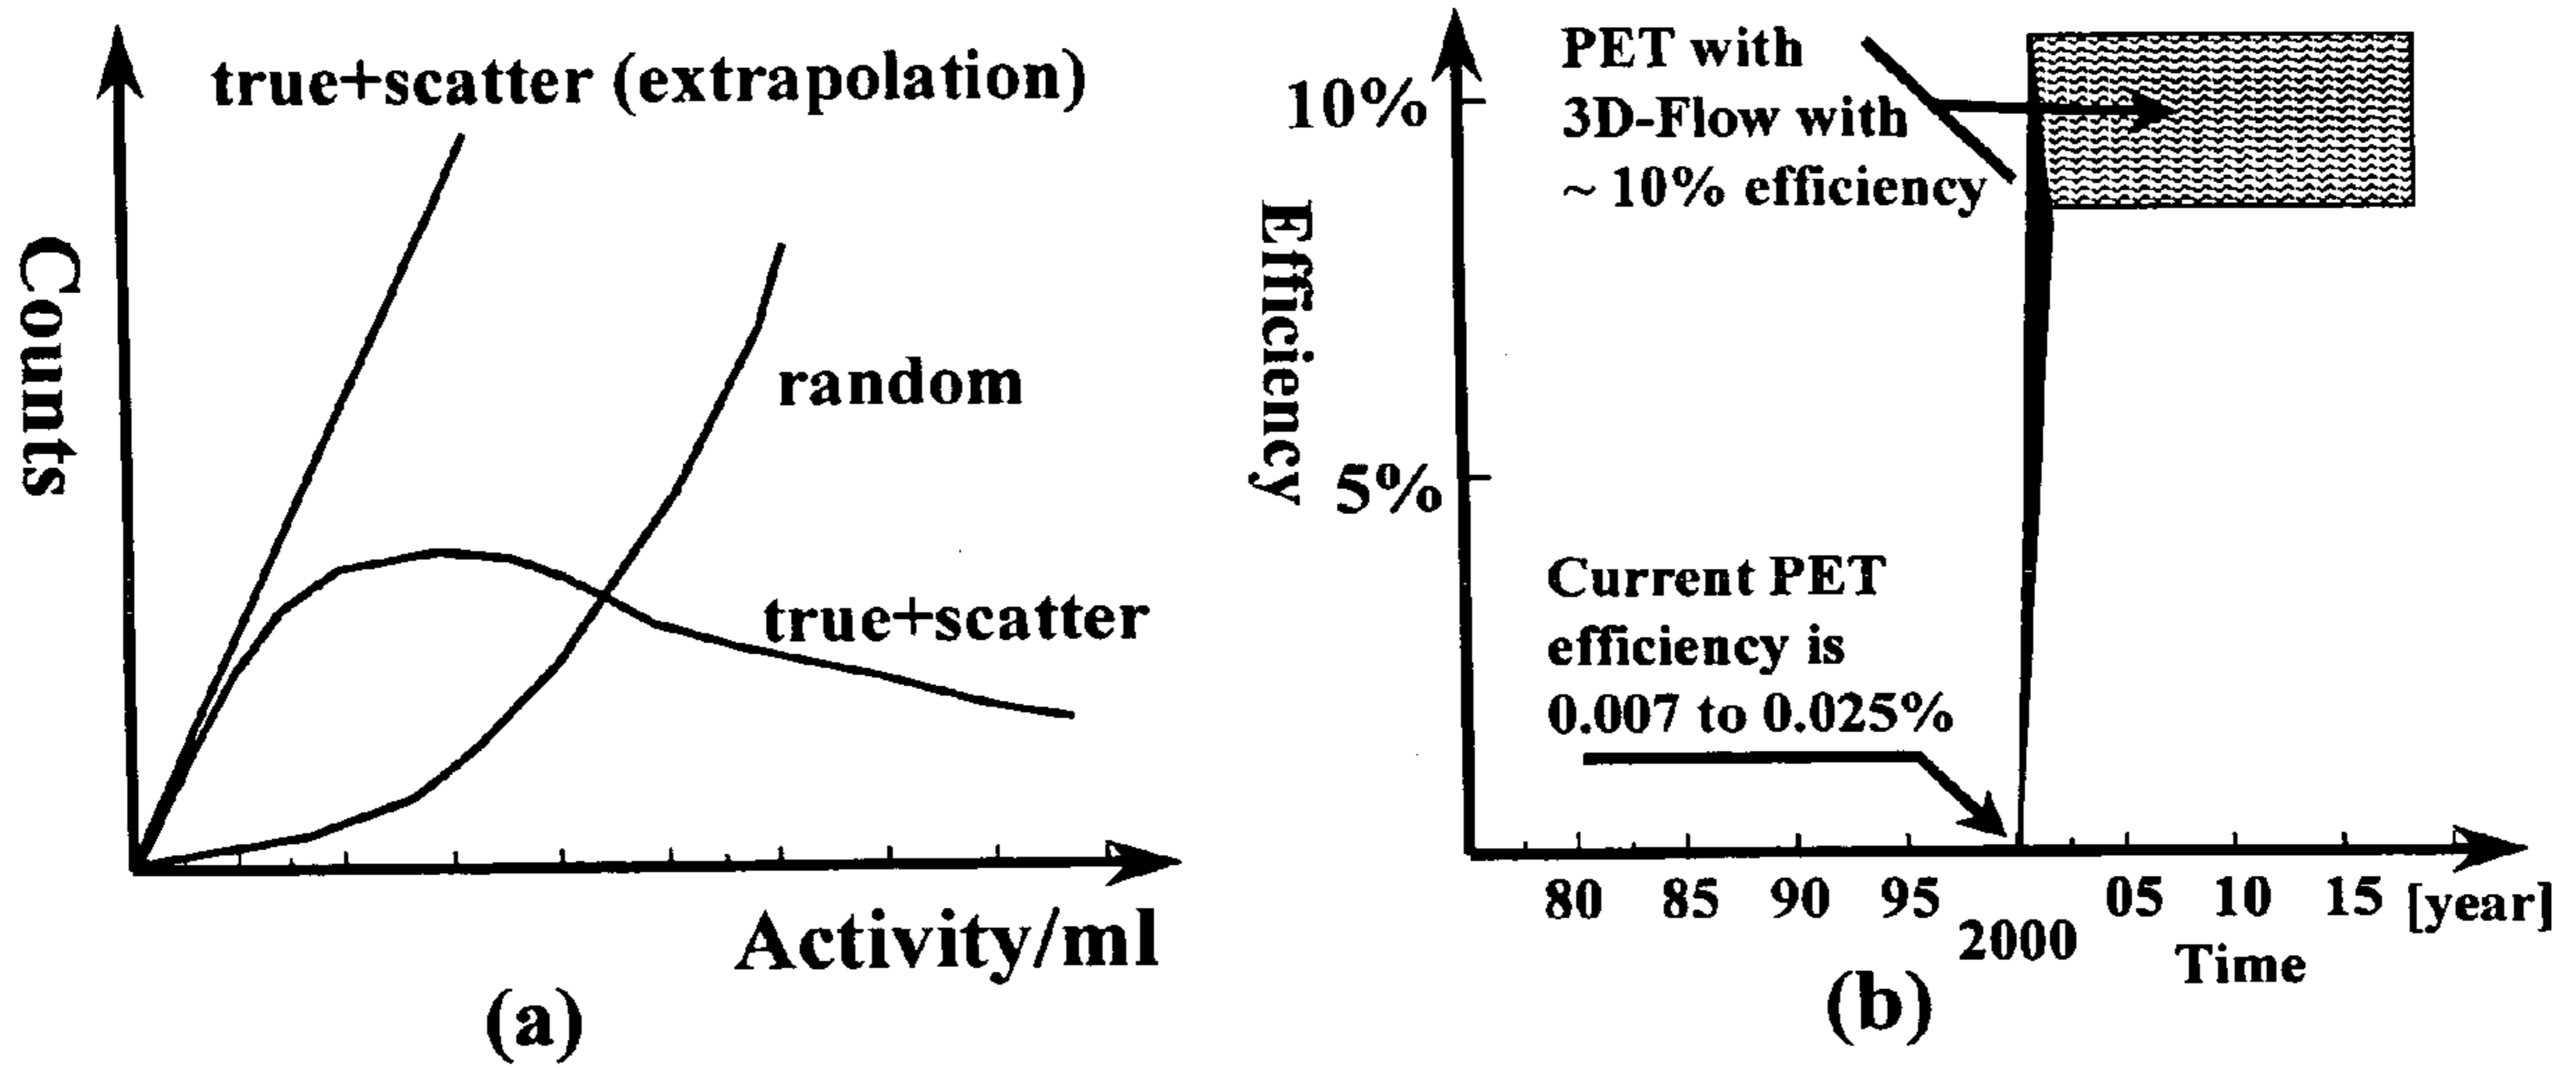 true+scatter (extrapolation)
Counts
random
true+scatter
Activity/ml
(a)
PET with
3D-Flow with
~ 10% efficiency
10%
Efficiency
5%
Current PET
efficiency is
0.007 to 0.025%
80 85 90 95 2000 05 10 15 [year]
Time
(b)